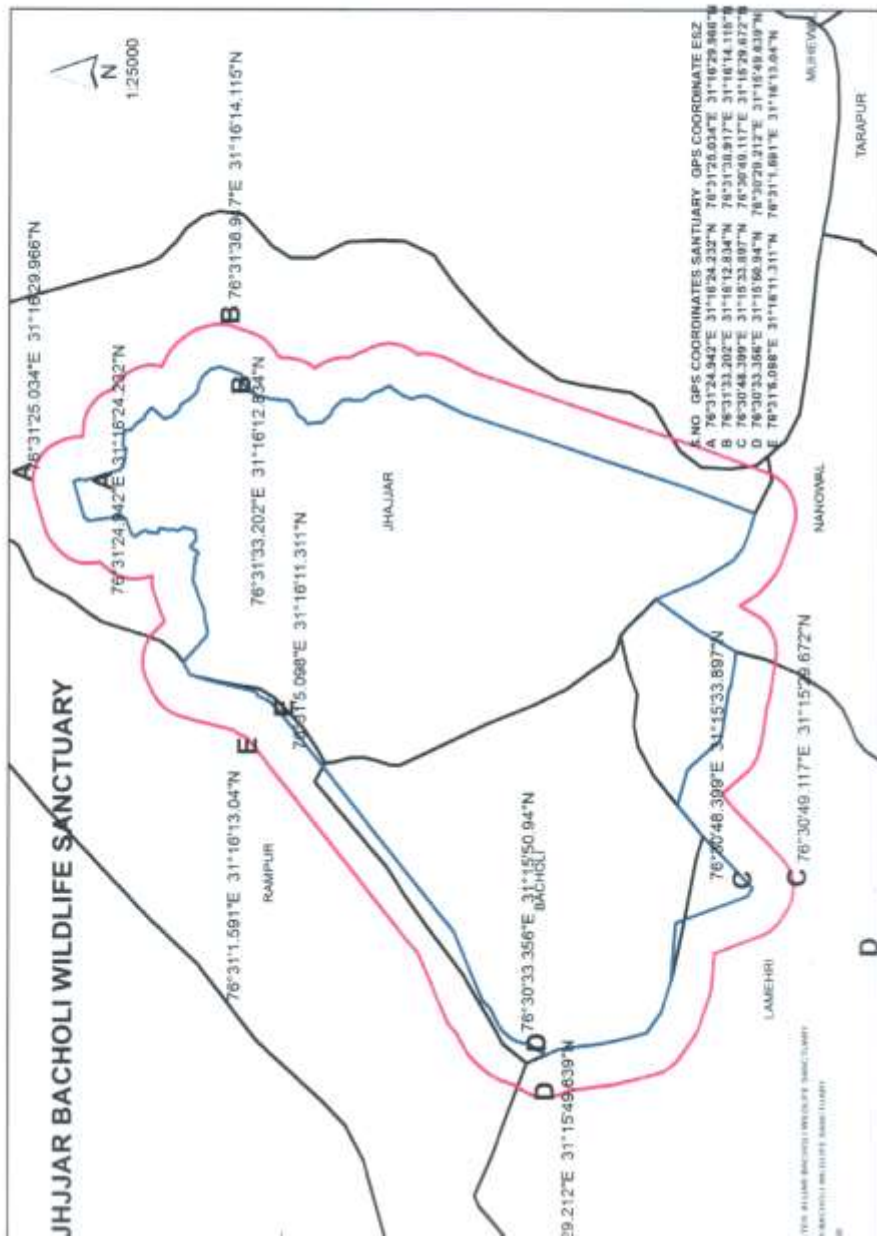 JHJJAR BACHOLI WILDLIFE SANCTUARY
N
1:25000
A
76°31'25.034"E 31°16'29.966"N
A
76°31'24.942"E 31°16'24.232"N
B
76°31'38.917"E 31°16'14.115"N
B
76°31'33.202"E 31°16'12.834"N
E
76°31'5.098"E 31°16'11.311"N
E
76°31'1.591"E 31°16'13.04"N
RAMPUR
JHAJJAR
76°30'33.356"E 31°15'50.94"N
BACHOLI
D
D
29.212"E 31°15'49.639"N
76°30'48.399"E 31°15'33.897"N
C
C
76°30'49.117"E 31°15'29.672"N
LAMEHRI
NANOWAL
MUHEWAL
TARAPUR
D
S.NO GPS COORDINATES SANTUARY GPS COORDINATE ESZ
A 76°31'24.942"E 31°16'24.232"N 76°31'25.034"E 31°16'29.966"N
B 76°31'33.202"E 31°16'12.834"N 76°31'38.917"E 31°16'14.115"N
C 76°30'48.399"E 31°15'33.897"N 76°30'49.117"E 31°15'29.672"N
D 76°30'33.356"E 31°15'50.94"N 76°30'29.212"E 31°15'49.639"N
E 76°31'5.098"E 31°16'11.311"N 76°31'1.591"E 31°16'13.04"N
BACHOLI WILDLIFE SANCTUARY
BACHOLI WILDLIFE SANCTUARY